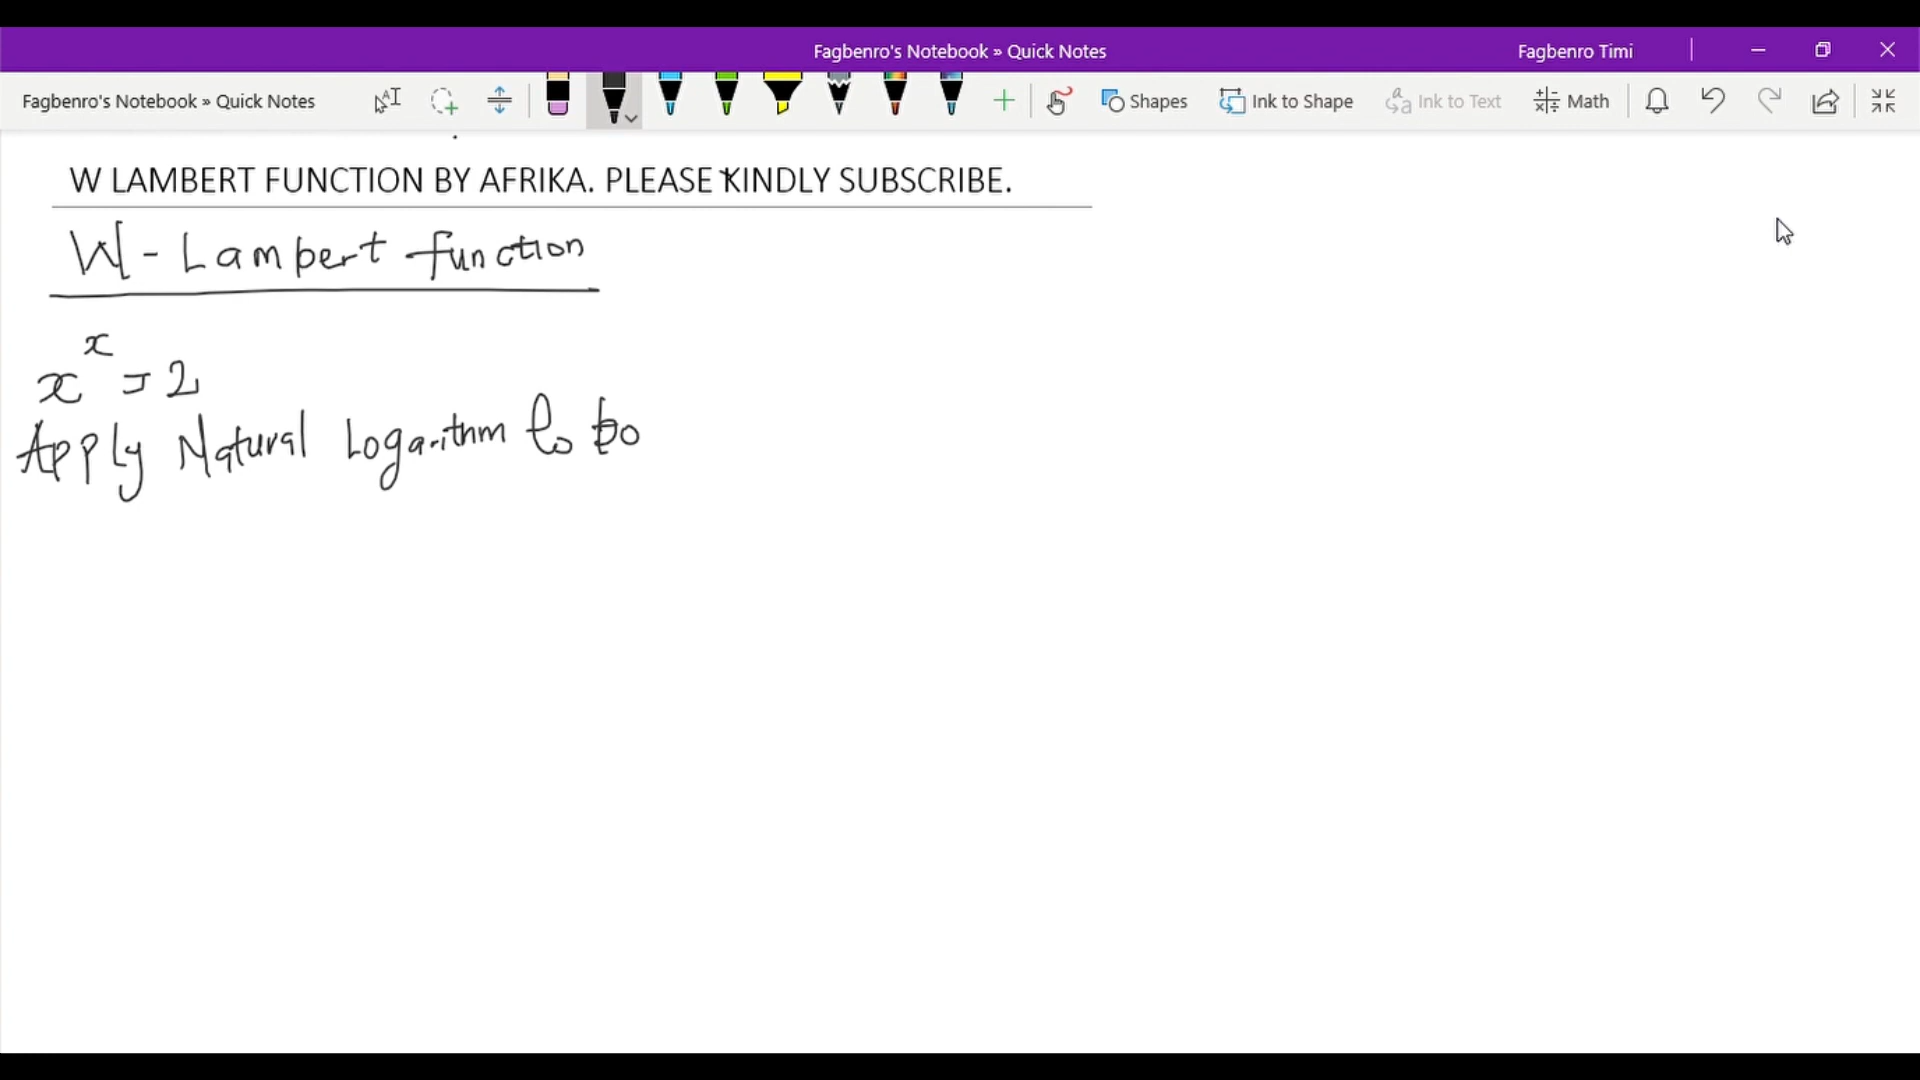 Fagbenro's Notebook » Quick Notes
Fagbenro Timi
Fagbenro's Notebook » Quick Notes
Shapes
Ink to Shape
Ink to Text
Math
W LAMBERT FUNCTION BY AFRIKA. PLEASE KINDLY SUBSCRIBE.
W - Lambert function
x^x = 2
Apply Natural Logarithm to bo